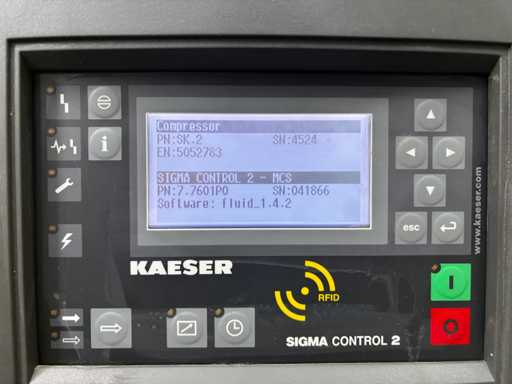 Compressor
PN:SK.2 SN:4524
EN:5052783
SIGMA CONTROL 2 - MCS
PN:7.7601P0 SN:041866
Software: fluid_1.4.2
esc
www.kaeser.com
KAESER
RFID
SIGMA CONTROL 2